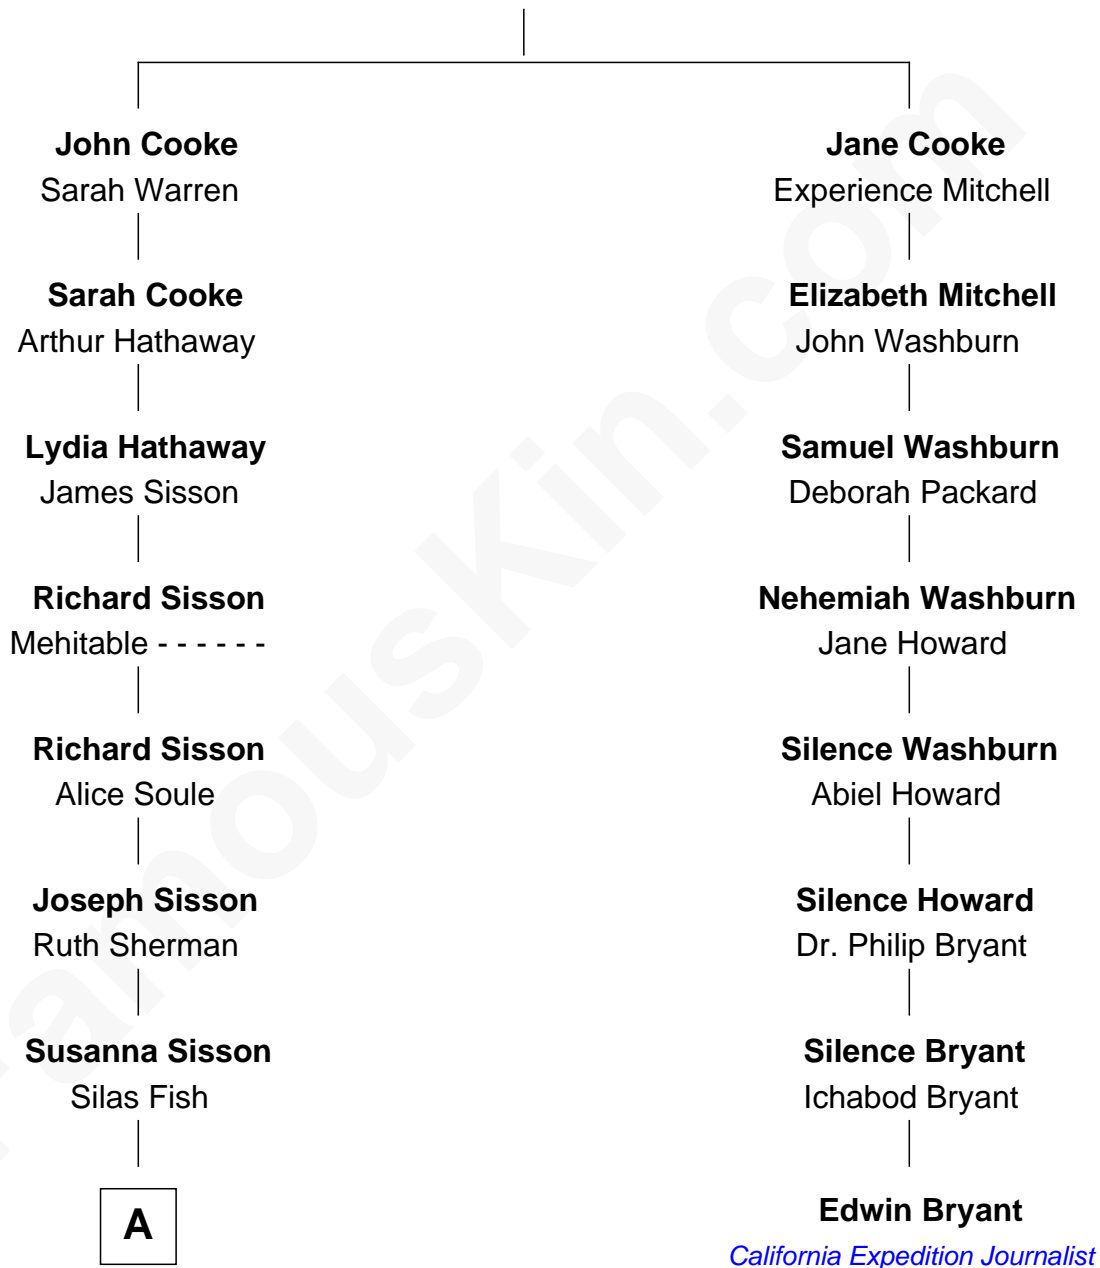 John Cooke
Sarah Warren
Sarah Cooke
Arthur Hathaway
Lydia Hathaway
James Sisson
Richard Sisson
Mehitable - - - - - -
Richard Sisson
Alice Soule
Joseph Sisson
Ruth Sherman
Susanna Sisson
Silas Fish
A
Jane Cooke
Experience Mitchell
Elizabeth Mitchell
John Washburn
Samuel Washburn
Deborah Packard
Nehemiah Washburn
Jane Howard
Silence Washburn
Abiel Howard
Silence Howard
Dr. Philip Bryant
Silence Bryant
Ichabod Bryant
Edwin Bryant
California Expedition Journalist
FamousKin.com